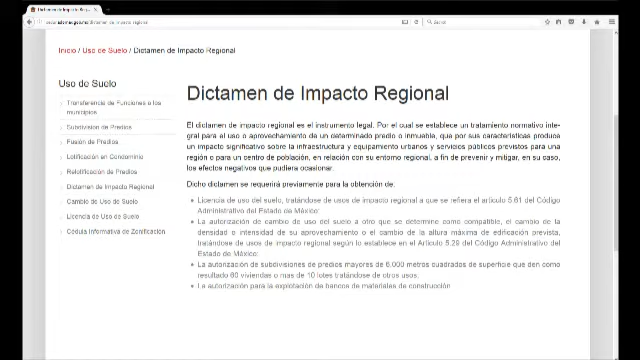 Dictamen de Impacto Reg...
Search
Inicio / Uso de Suelo / Dictamen de Impacto Regional
Uso de Suelo
Transferencia de Funciones a los
municipios
Subdivision de Predios
Fusión de Predios
Lotificación en Condominio
Relotificación de Predios
Dictamen de Impacto Regional
Cambio de Uso de Suelo
Licencia de Uso de Suelo
Cédula Informativa de Zonificación
Dictamen de Impacto Regional
El dictamen de impacto regional es el instrumento legal. Por el cual se establece un tratamiento normativo inte-
gral para el uso o aprovechamiento de un determinado predio o inmueble, que por sus características produce
un impacto significativo sobre la infraestructura y equipamiento urbanos y servicios públicos previstos para una
región o para un centro de población, en relación con su entorno regional, a fin de prevenir y mitigar, en su caso,
los efectos negativos que pudiera ocasionar.
Dicho dictamen se requerirá previamente para la obtención de:
Licencia de uso del suelo, tratándose de usos de impacto regional a que se refiera el artículo 5.61 del Código
Administrativo del Estado de México:
La autorización de cambio de uso del suelo a otro que se determine como compatible, el cambio de la
densidad o intensidad de su aprovechamiento o el cambio de la altura máxima de edificación prevista,
tratándose de usos de impacto regional según lo establece en el Artículo 5.29 del Código Administrativo del
Estado de México:
La autorización de subdivisiones de predios mayores de 6,000 metros cuadrados de superficie que den como
resultado 60 viviendas o mas de 10 lotes tratándose de otros usos;
La autorización para la explotación de bancos de materiales de construcción